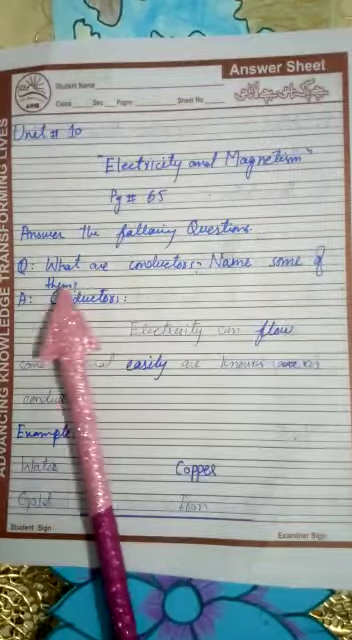 Answer Sheet
Student Name
Class Sec Paper Sheet No
ADVANCING KNOWLEDGE TRANSFORMING LIVES
Unit # 10
"Electricity and Magnetism"
Pg # 65
Answer the following Questions.
Q: What are conductors? Name some of
them?
A: Conductors:
Electricity can flow
easily are known
Example
Water Copper
Gold Iron
Student Sign Examiner Sign